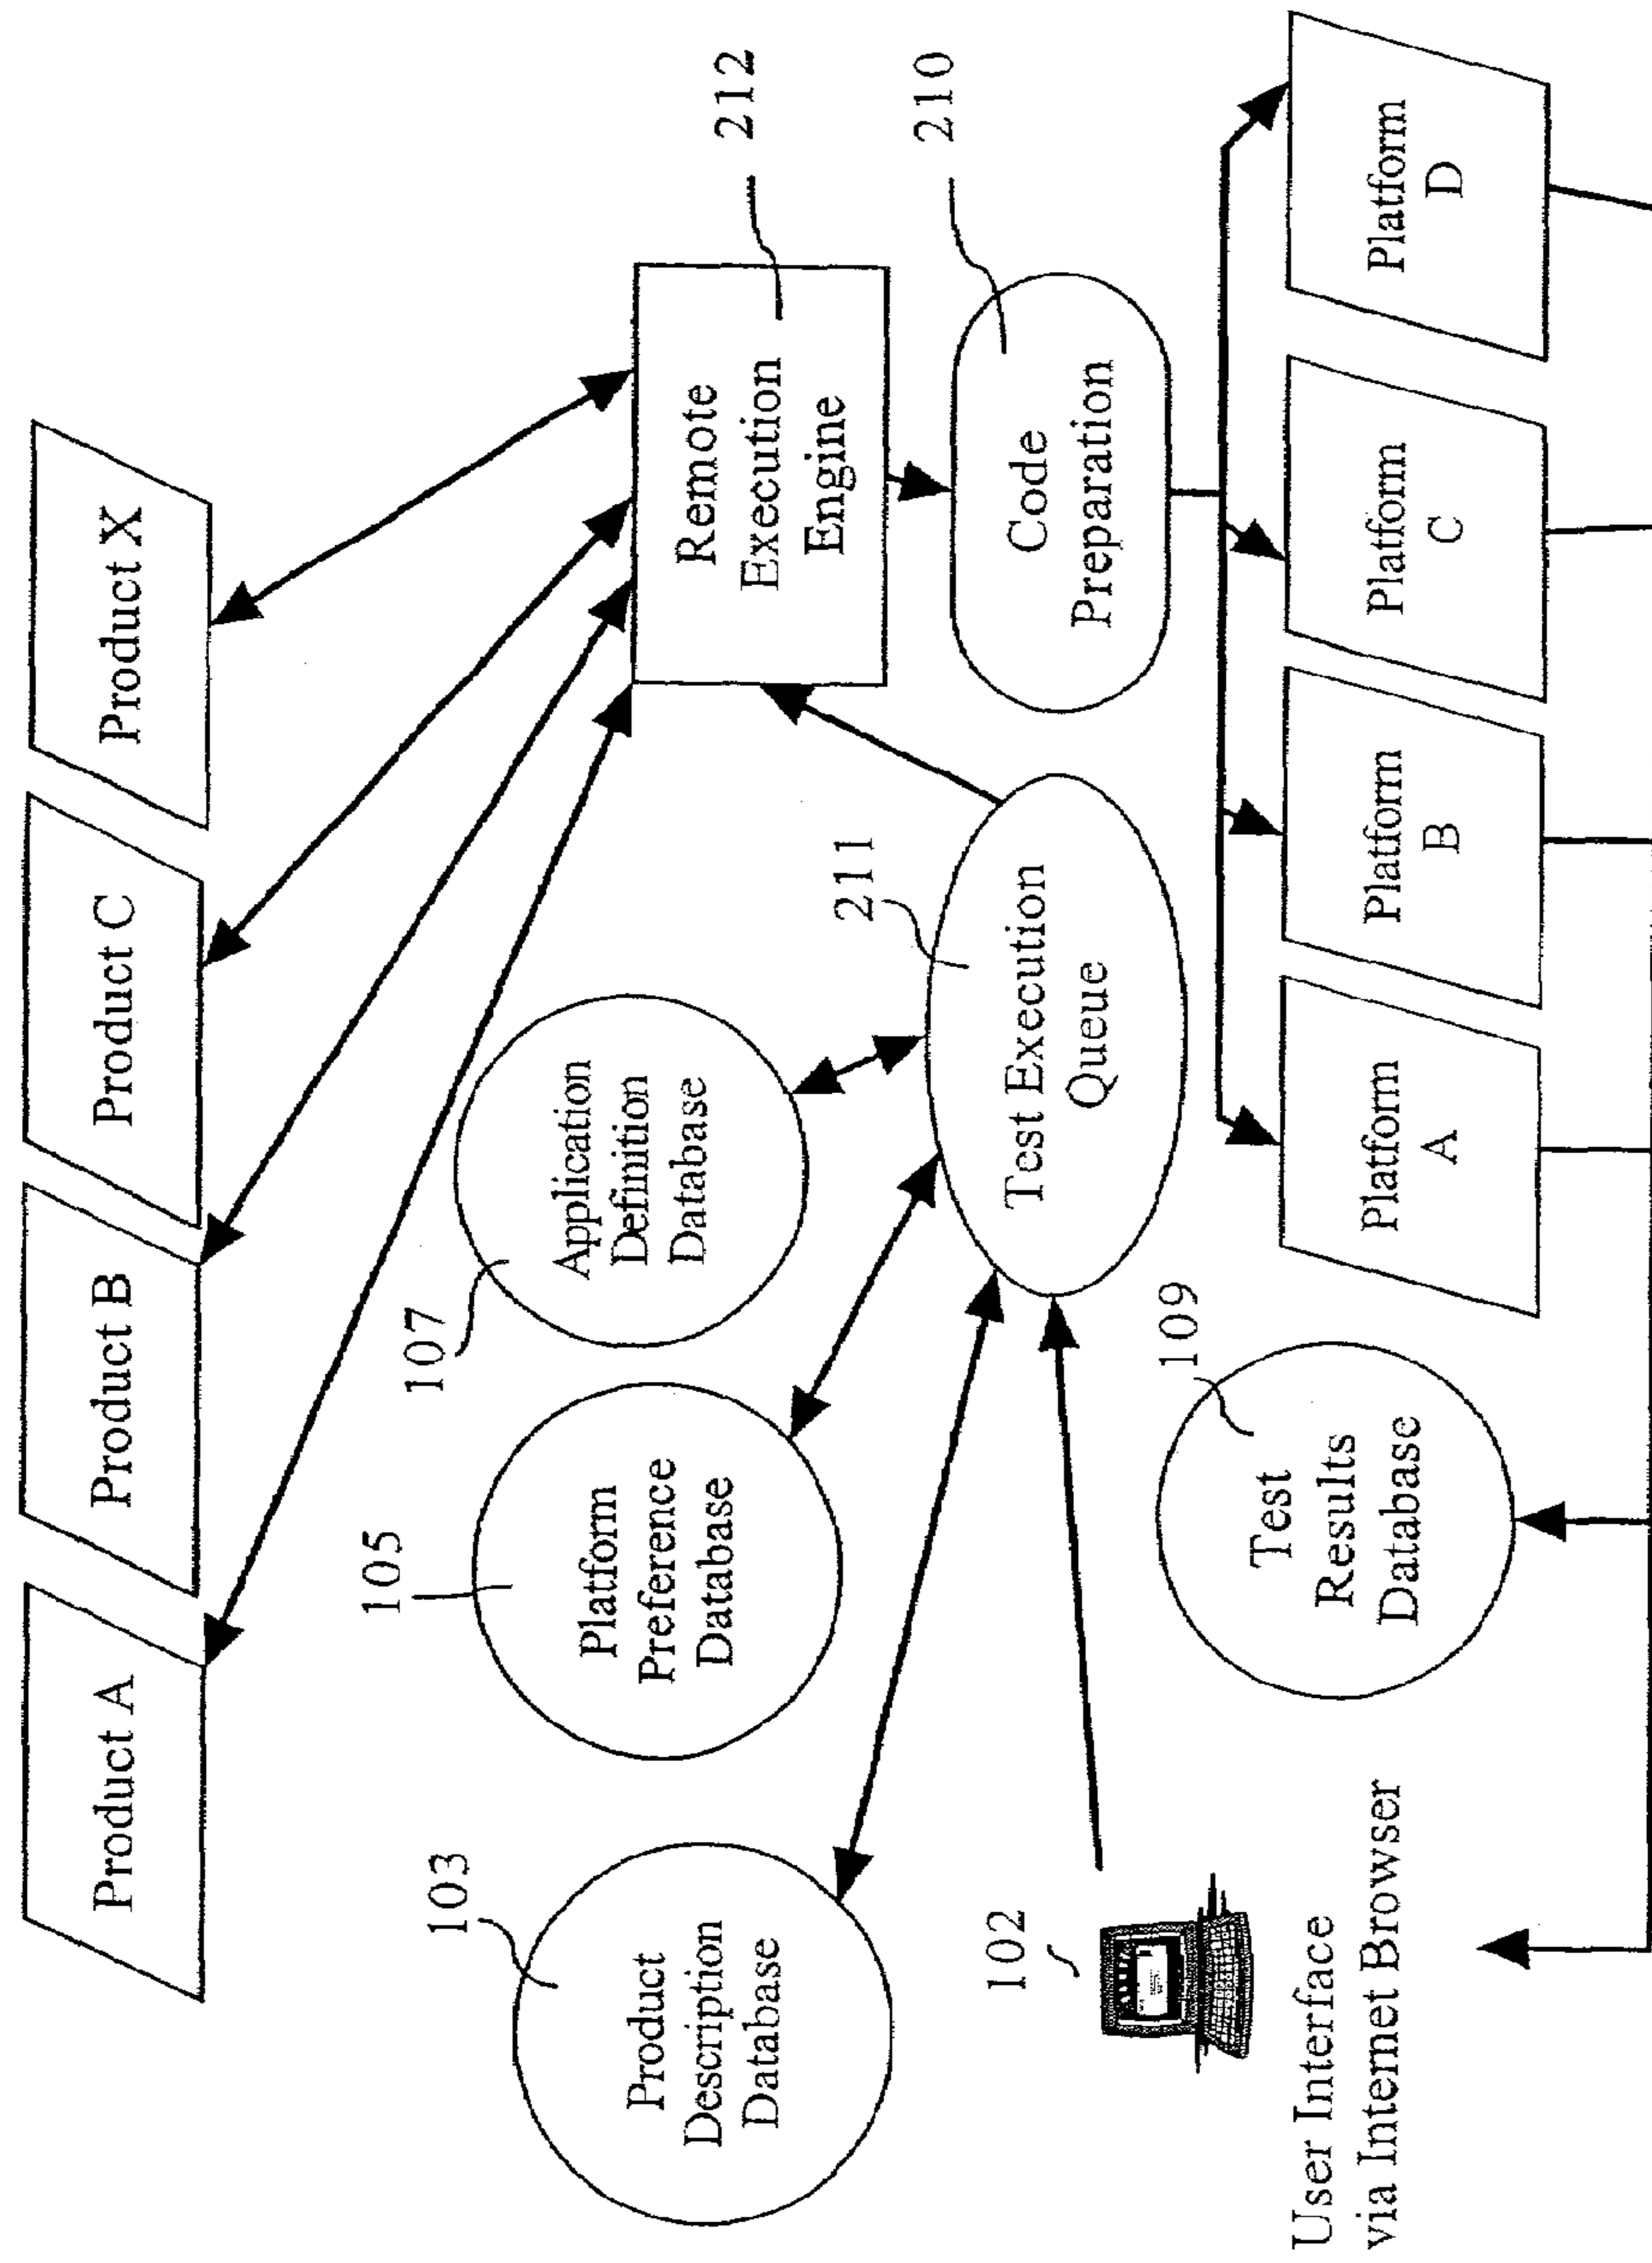 Product A
Product B
Product C
Product X
103
Product
Description
Database
105
Platform
Preference
Database
107
Application
Definition
Database
Remote
Execution
Engine
212
102
User Interface
via Internet Browser
211
Test Execution
Queue
Code
Preparation
210
109
Test
Results
Database
Platform
A
Platform
B
Platform
C
Platform
D